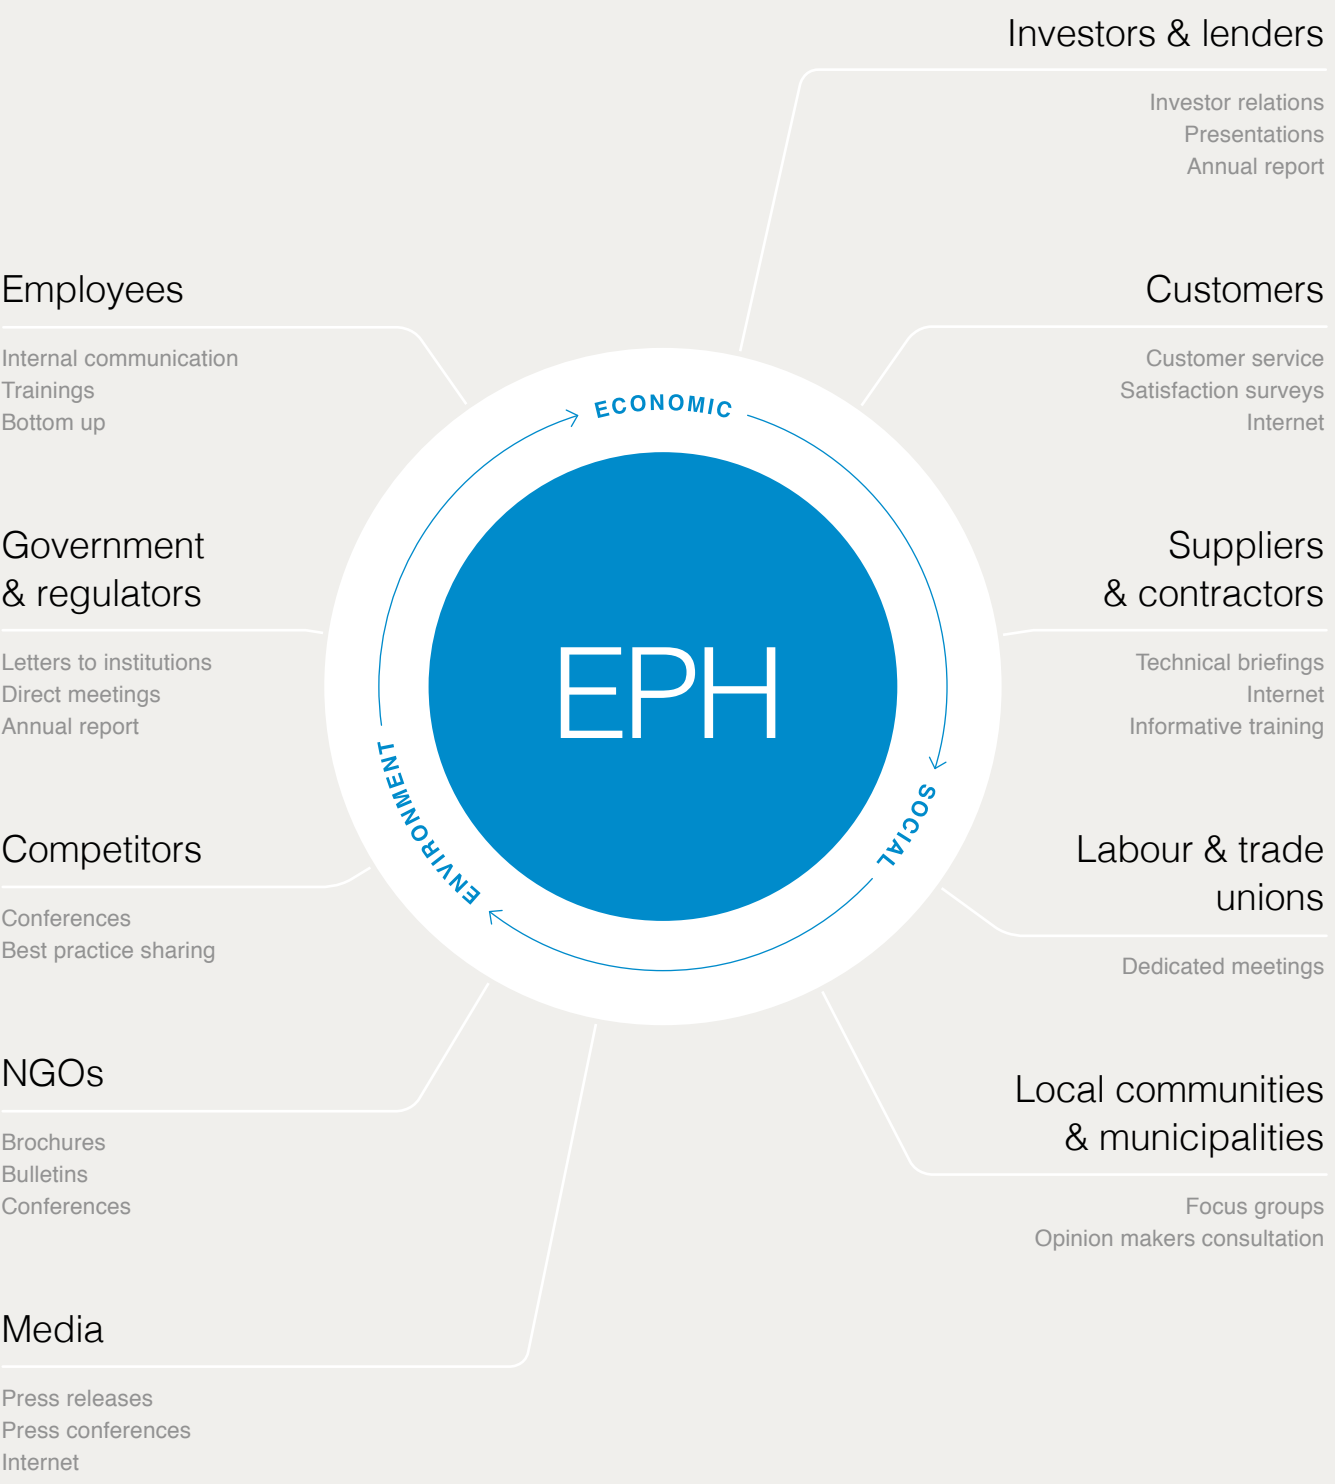 Investors & lenders
Investor relations
Presentations
Annual report
Employees
Internal communication
Trainings
Bottom up
Customers
Customer service
Satisfaction surveys
Internet
Government
& regulators
Letters to institutions
Direct meetings
Annual report
Suppliers
& contractors
Technical briefings
Internet
Informative training
ECONOMIC
SOCIAL
ENVIRONMENT
EPH
Competitors
Conferences
Best practice sharing
Labour & trade
unions
Dedicated meetings
NGOs
Brochures
Bulletins
Conferences
Local communities
& municipalities
Focus groups
Opinion makers consultation
Media
Press releases
Press conferences
Internet